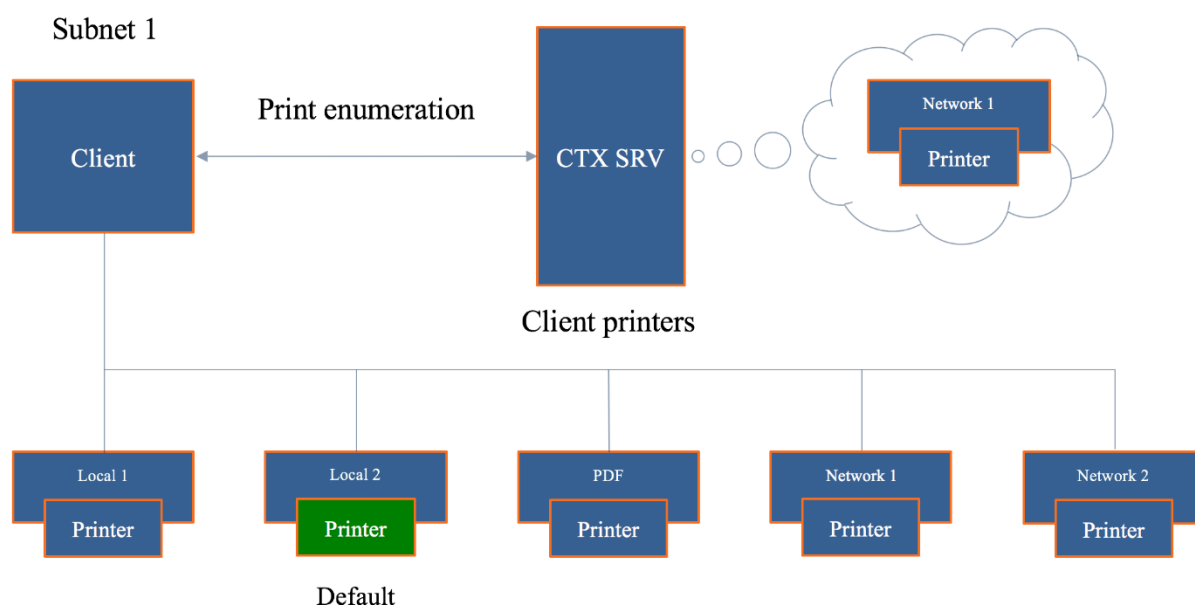 Subnet 1
Client
Print enumeration
CTX SRV
Network 1
Printer
Client printers
Local 1
Printer
Local 2
Printer
PDF
Printer
Network 1
Printer
Network 2
Printer
Default